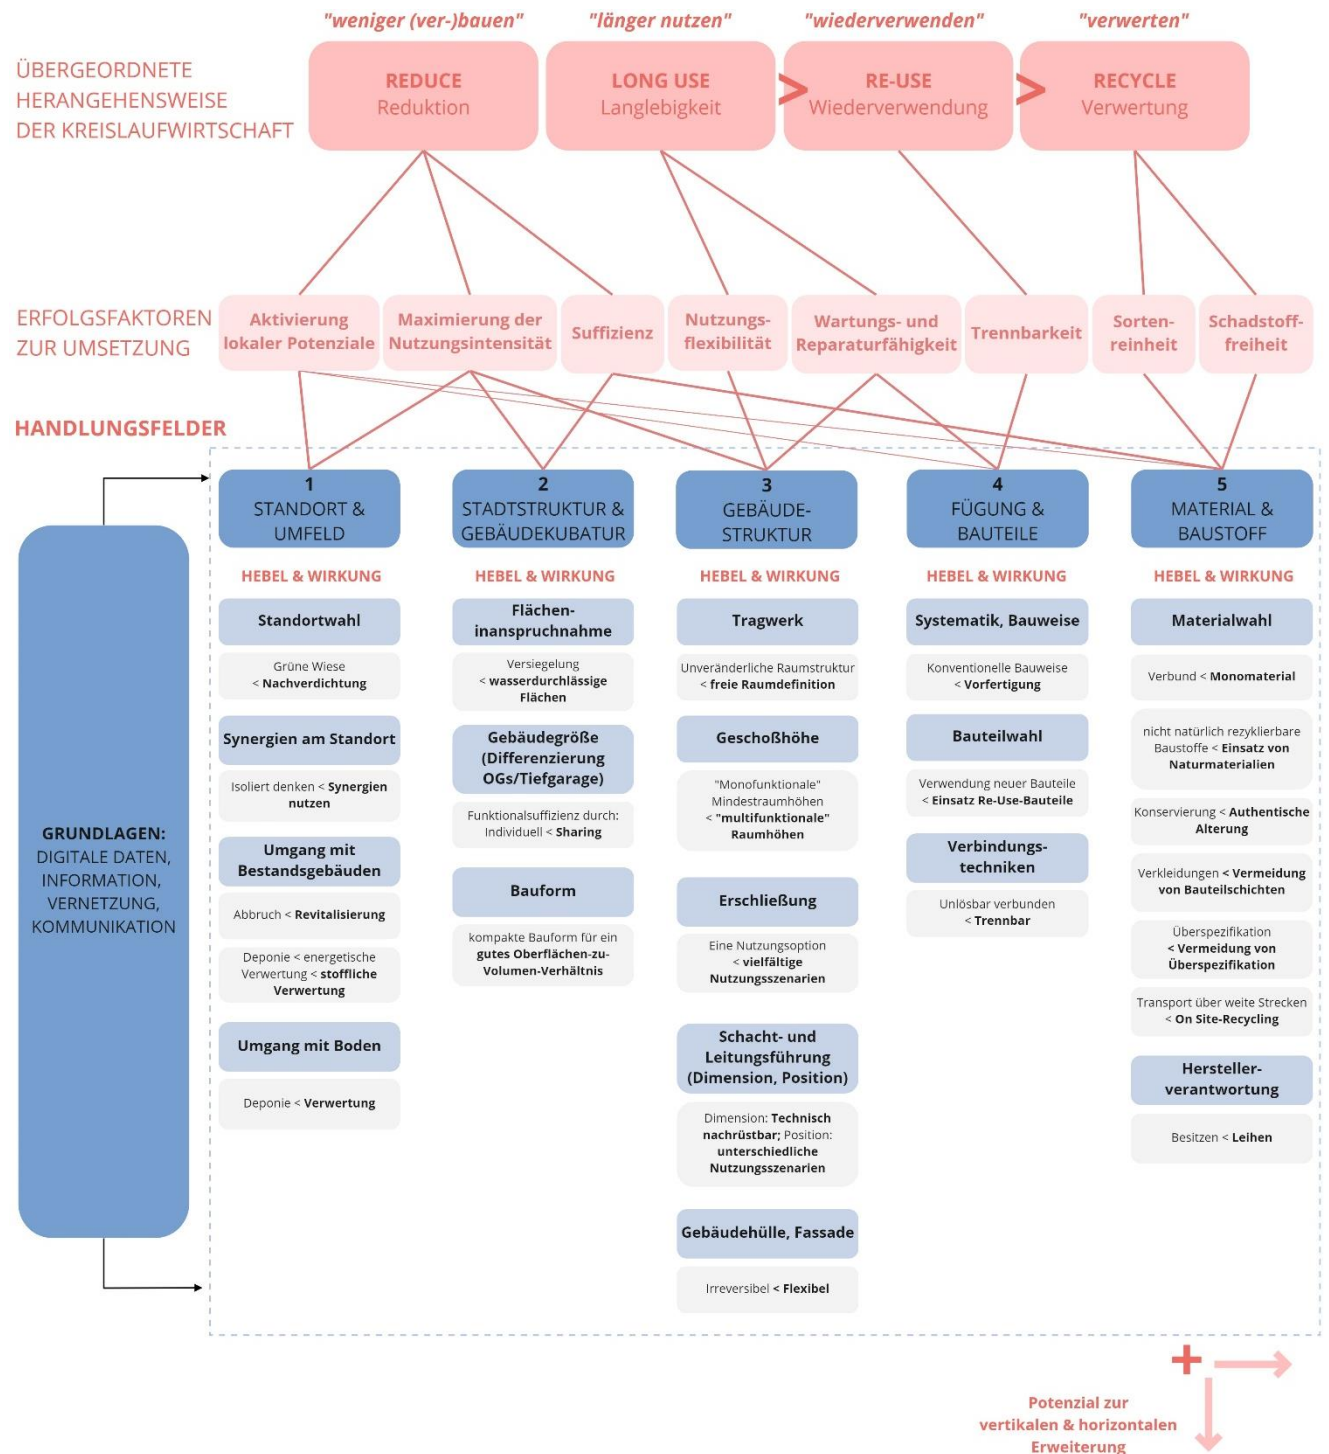 "weniger (ver-)bauen"
"länger nutzen"
"wiederverwenden"
"verwerten"
ÜBERGEORDNETE
HERANGEHENSWEISE
DER KREISLAUFWIRTSCHAFT
REDUCE
Reduktion
LONG USE
Langlebigkeit
>
RE-USE
Wiederverwendung
>
RECYCLE
Verwertung
ERFOLGSFAKTOREN
ZUR UMSETZUNG
Aktivierung
lokaler Potenziale
Maximierung der
Nutzungsintensität
Suffizienz
Nutzungs-
flexibilität
Wartungs- und
Reparaturfähigkeit
Trennbarkeit
Sorten-
reinheit
Schadstoff-
freiheit
HANDLUNGSFELDER
GRUNDLAGEN:
DIGITALE DATEN,
INFORMATION,
VERNETZUNG,
KOMMUNIKATION
1
STANDORT &
UMFELD
HEBEL & WIRKUNG
Standortwahl
Grüne Wiese
< Nachverdichtung
Synergien am Standort
Isoliert denken < Synergien
nutzen
Umgang mit
Bestandsgebäuden
Abbruch < Revitalisierung
Deponie < energetische
Verwertung < stoffliche
Verwertung
Umgang mit Boden
Deponie < Verwertung
2
STADTSTRUKTUR &
GEBÄUDEKUBATUR
HEBEL & WIRKUNG
Flächen-
inanspruchnahme
Versiegelung
< wasserdurchlässige
Flächen
Gebäudegröße
(Differenzierung
OGs/Tiefgarage)
Funktionalsuffizienz durch:
Individuell < Sharing
Bauform
kompakte Bauform für ein
gutes Oberflächen-zu-
Volumen-Verhältnis
3
GEBÄUDE-
STRUKTUR
HEBEL & WIRKUNG
Tragwerk
Unveränderliche Raumstruktur
< freie Raumdefinition
Geschoßhöhe
"Monofunktionale"
Mindestraumhöhen
< "multifunktionale"
Raumhöhen
Erschließung
Eine Nutzungsoption
< vielfältige
Nutzungsszenarien
Schacht- und
Leitungsführung
(Dimension, Position)
Dimension: Technisch
nachrüstbar; Position:
unterschiedliche
Nutzungsszenarien
Gebäudehülle, Fassade
Irreversibel < Flexibel
4
FÜGUNG &
BAUTEILE
HEBEL & WIRKUNG
Systematik, Bauweise
Konventionelle Bauweise
< Vorfertigung
Bauteilwahl
Verwendung neuer Bauteile
< Einsatz Re-Use-Bauteile
Verbindungs-
techniken
Unlösbar verbunden
< Trennbar
5
MATERIAL &
BAUSTOFF
HEBEL & WIRKUNG
Materialwahl
Verbund < Monomaterial
nicht natürlich rezyklierbare
Baustoffe < Einsatz von
Naturmaterialien
Konservierung < Authentische
Alterung
Verkleidungen < Vermeidung
von Bauteilschichten
Überspezifikation
< Vermeidung von
Überspezifikation
Transport über weite Strecken
< On Site-Recycling
Hersteller-
verantwortung
Besitzen < Leihen
+
Potenzial zur
vertikalen & horizontalen
Erweiterung